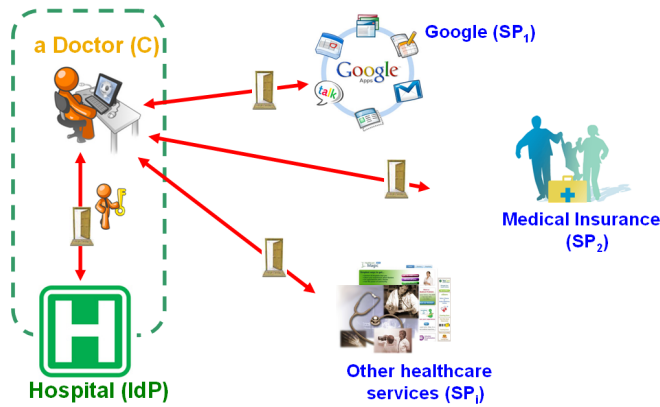 a Doctor (C)
Google (SP1)
Google
Apps
talk
Medical Insurance
(SP2)
H
Hospital (IdP)
Other healthcare
services (SPi)